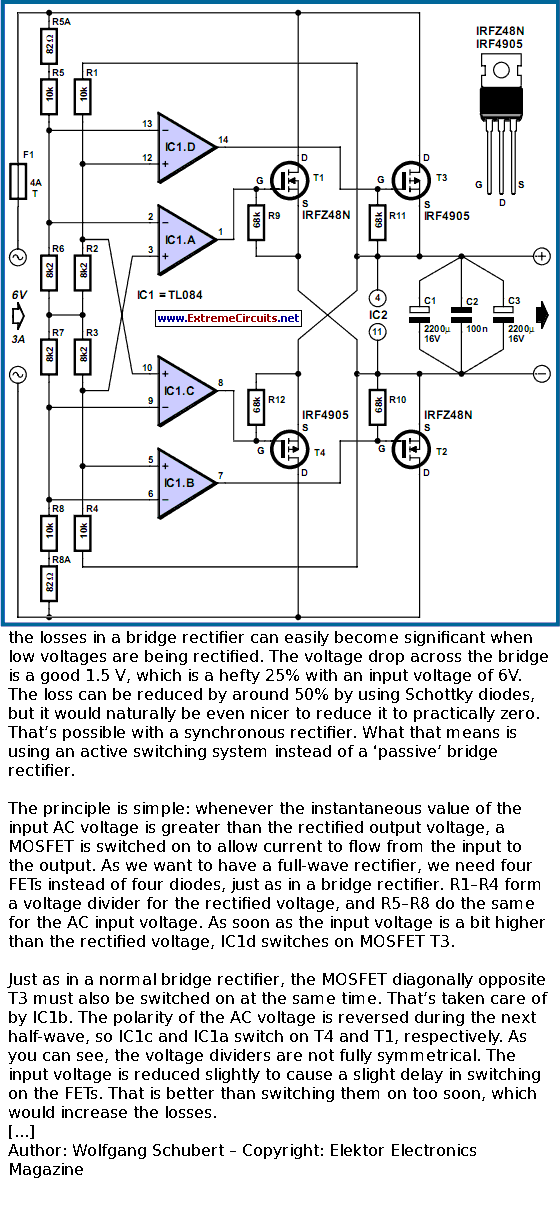 R5A
82Ω
R5
10k
R1
10k
IRFZ48N
IRF4905
G
D
S
13
12
IC1.D
14
F1
4A
T
D
G
T1
S
IRFZ48N
D
G
T3
S
IRF4905
R9
68k
R11
68k
2
3
IC1.A
1
R6
8k2
R2
8k2
6V
3A
IC1 = TL084
www.ExtremeCircuits.net
4
IC2
11
+
C1
2200µ
16V
C2
100n
C3
2200µ
16V
R7
8k2
R3
8k2
10
9
IC1.C
8
R12
68k
IRF4905
S
G
T4
D
R10
68k
IRFZ48N
S
G
T2
D
5
6
IC1.B
7
R8
10k
R4
10k
R8A
82Ω
the losses in a bridge rectifier can easily become significant when
low voltages are being rectified. The voltage drop across the bridge
is a good 1.5 V, which is a hefty 25% with an input voltage of 6V.
The loss can be reduced by around 50% by using Schottky diodes,
but it would naturally be even nicer to reduce it to practically zero.
That’s possible with a synchronous rectifier. What that means is
using an active switching system instead of a ‘passive’ bridge
rectifier.
The principle is simple: whenever the instantaneous value of the
input AC voltage is greater than the rectified output voltage, a
MOSFET is switched on to allow current to flow from the input to
the output. As we want to have a full-wave rectifier, we need four
FETs instead of four diodes, just as in a bridge rectifier. R1–R4 form
a voltage divider for the rectified voltage, and R5–R8 do the same
for the AC input voltage. As soon as the input voltage is a bit higher
than the rectified voltage, IC1d switches on MOSFET T3.
Just as in a normal bridge rectifier, the MOSFET diagonally opposite
T3 must also be switched on at the same time. That’s taken care of
by IC1b. The polarity of the AC voltage is reversed during the next
half-wave, so IC1c and IC1a switch on T4 and T1, respectively. As
you can see, the voltage dividers are not fully symmetrical. The
input voltage is reduced slightly to cause a slight delay in switching
on the FETs. That is better than switching them on too soon, which
would increase the losses.
[...]
Author: Wolfgang Schubert – Copyright: Elektor Electronics
Magazine